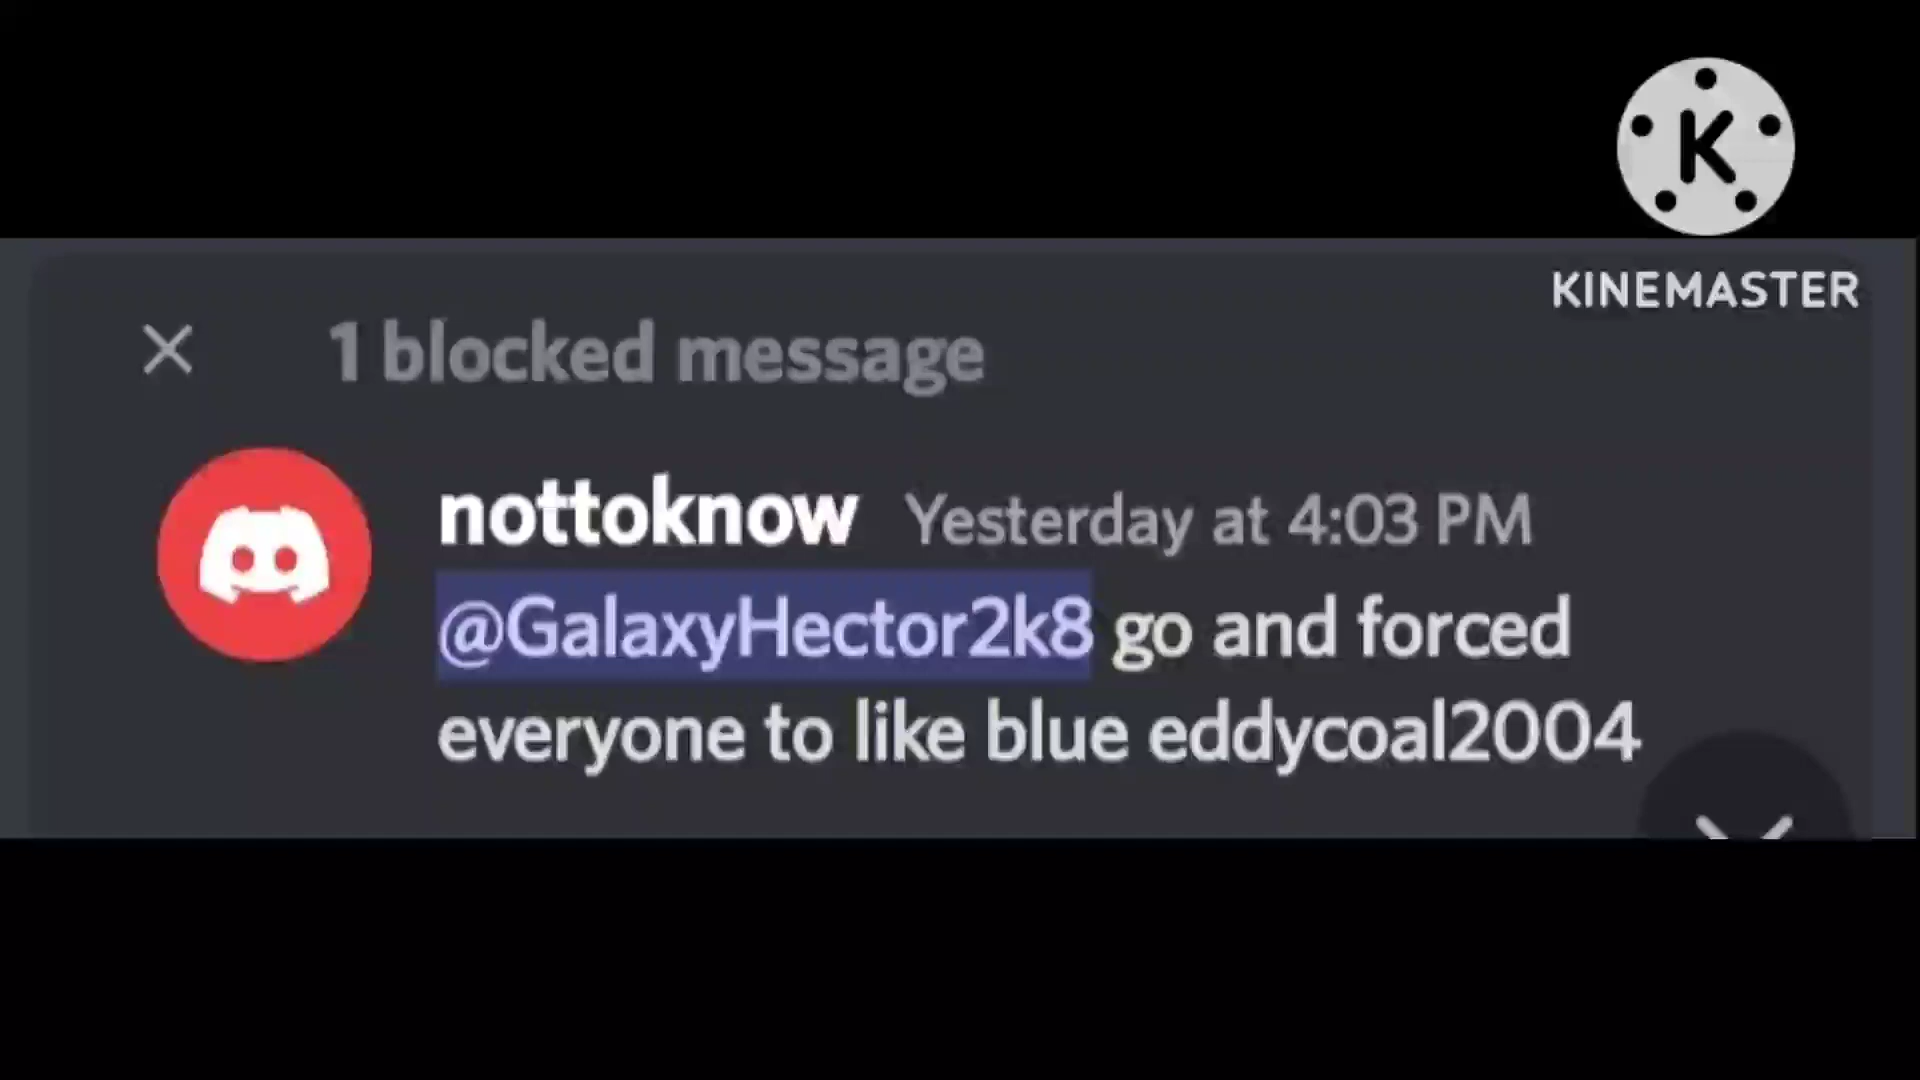 K
KINEMASTER
1 blocked message
nottoknow Yesterday at 4:03 PM
@GalaxyHector2k8 go and forced
everyone to like blue eddycoal2004